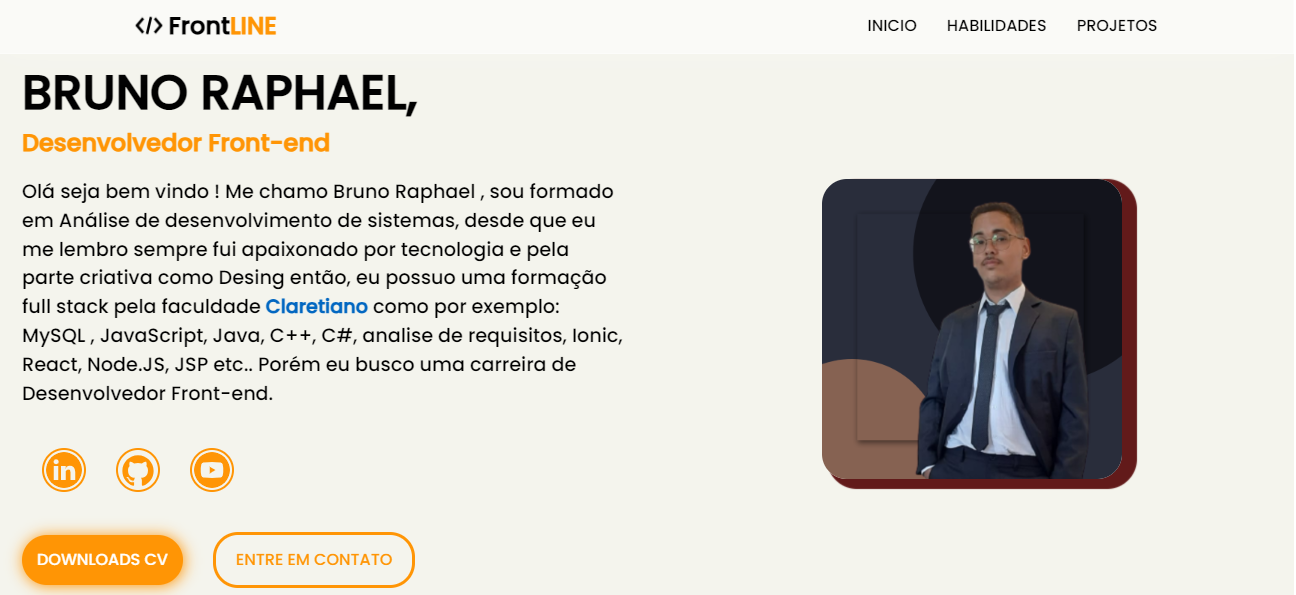 </> FrontLINE
INICIO HABILIDADES PROJETOS
BRUNO RAPHAEL,
Desenvolvedor Front-end
Olá seja bem vindo ! Me chamo Bruno Raphael , sou formado
em Análise de desenvolvimento de sistemas, desde que eu
me lembro sempre fui apaixonado por tecnologia e pela
parte criativa como Desing então, eu possuo uma formação
full stack pela faculdade Claretiano como por exemplo:
MySQL , JavaScript, Java, C++, C#, analise de requisitos, Ionic,
React, Node.JS, JSP etc.. Porém eu busco uma carreira de
Desenvolvedor Front-end.
in
DOWNLOADS CV
ENTRE EM CONTATO